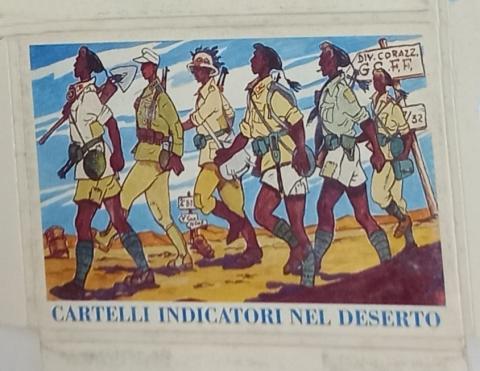 DIV. CORAZZ.
G.G. F.F.
32
CARTELLI INDICATORI NEL DESERTO